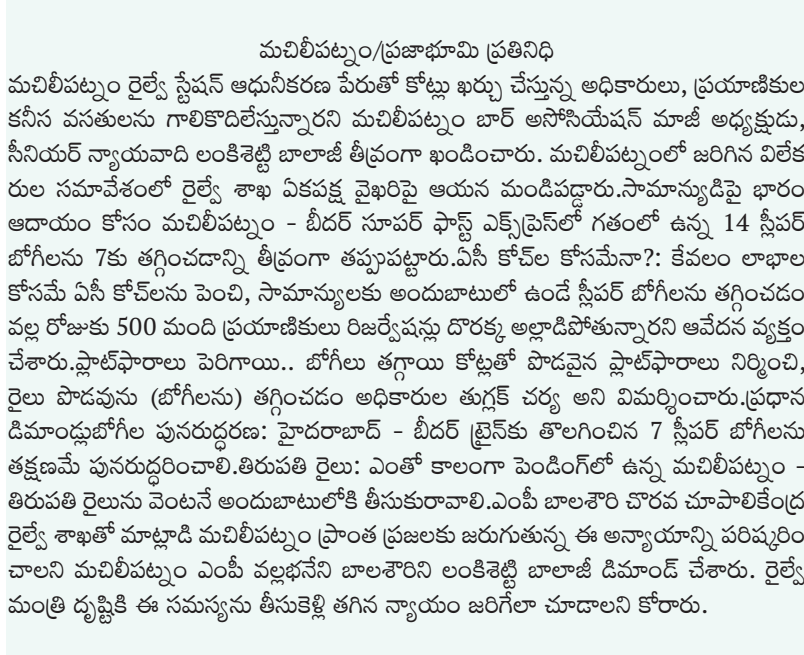 మచిలీపట్నం/ప్రజాభూమి ప్రతినిధి
మచిలీపట్నం రైల్వే స్టేషన్ ఆధునీకరణ పేరుతో కోట్లు ఖర్చు చేస్తున్న అధికారులు, ప్రయాణికుల
కనీస వసతులను గాలికొదిలేస్తున్నారని మచిలీపట్నం బార్ అసోసియేషన్ మాజీ అధ్యక్షుడు,
సీనియర్ న్యాయవాది లంకిశెట్టి బాలాజీ తీవ్రంగా ఖండించారు. మచిలీపట్నంలో జరిగిన విలేక
రుల సమావేశంలో రైల్వే శాఖ ఏకపక్ష వైఖరిపై ఆయన మండిపడ్డారు.సామాన్యుడిపై భారం
ఆదాయం కోసం మచిలీపట్నం - బీదర్ సూపర్ ఫాస్ట్ ఎక్స్‌ప్రెస్‌లో గతంలో ఉన్న 14 స్లీపర్
బోగీలను 7కు తగ్గించడాన్ని తీవ్రంగా తప్పుపట్టారు.ఏసీ కోచ్‌ల కోసమేనా?: కేవలం లాభాల
కోసమే ఏసీ కోచ్‌లను పెంచి, సామాన్యులకు అందుబాటులో ఉండే స్లీపర్ బోగీలను తగ్గించడం
వల్ల రోజుకు 500 మంది ప్రయాణికులు రిజర్వేషన్లు దొరక్క అల్లాడిపోతున్నారని ఆవేదన వ్యక్తం
చేశారు.ప్లాట్‌ఫారాలు పెరిగాయి.. బోగీలు తగ్గాయి కోట్లతో పొడవైన ప్లాట్‌ఫారాలు నిర్మించి,
రైలు పొడవును (బోగీలను) తగ్గించడం అధికారుల తుగ్లక్ చర్య అని విమర్శించారు.ప్రధాన
డిమాండ్లుబోగీల పునరుద్ధరణ: హైదరాబాద్ - బీదర్ ట్రైన్‌కు తొలగించిన 7 స్లీపర్ బోగీలను
తక్షణమే పునరుద్ధరించాలి.తిరుపతి రైలు: ఎంతో కాలంగా పెండింగ్‌లో ఉన్న మచిలీపట్నం -
తిరుపతి రైలును వెంటనే అందుబాటులోకి తీసుకురావాలి.ఎంపీ బాలశౌరి చొరవ చూపాలికేంద్ర
రైల్వే శాఖతో మాట్లాడి మచిలీపట్నం ప్రాంత ప్రజలకు జరుగుతున్న ఈ అన్యాయాన్ని పరిష్కరిం
చాలని మచిలీపట్నం ఎంపీ వల్లభనేని బాలశౌరిని లంకిశెట్టి బాలాజీ డిమాండ్ చేశారు. రైల్వే
మంత్రి దృష్టికి ఈ సమస్యను తీసుకెళ్లి తగిన న్యాయం జరిగేలా చూడాలని కోరారు.